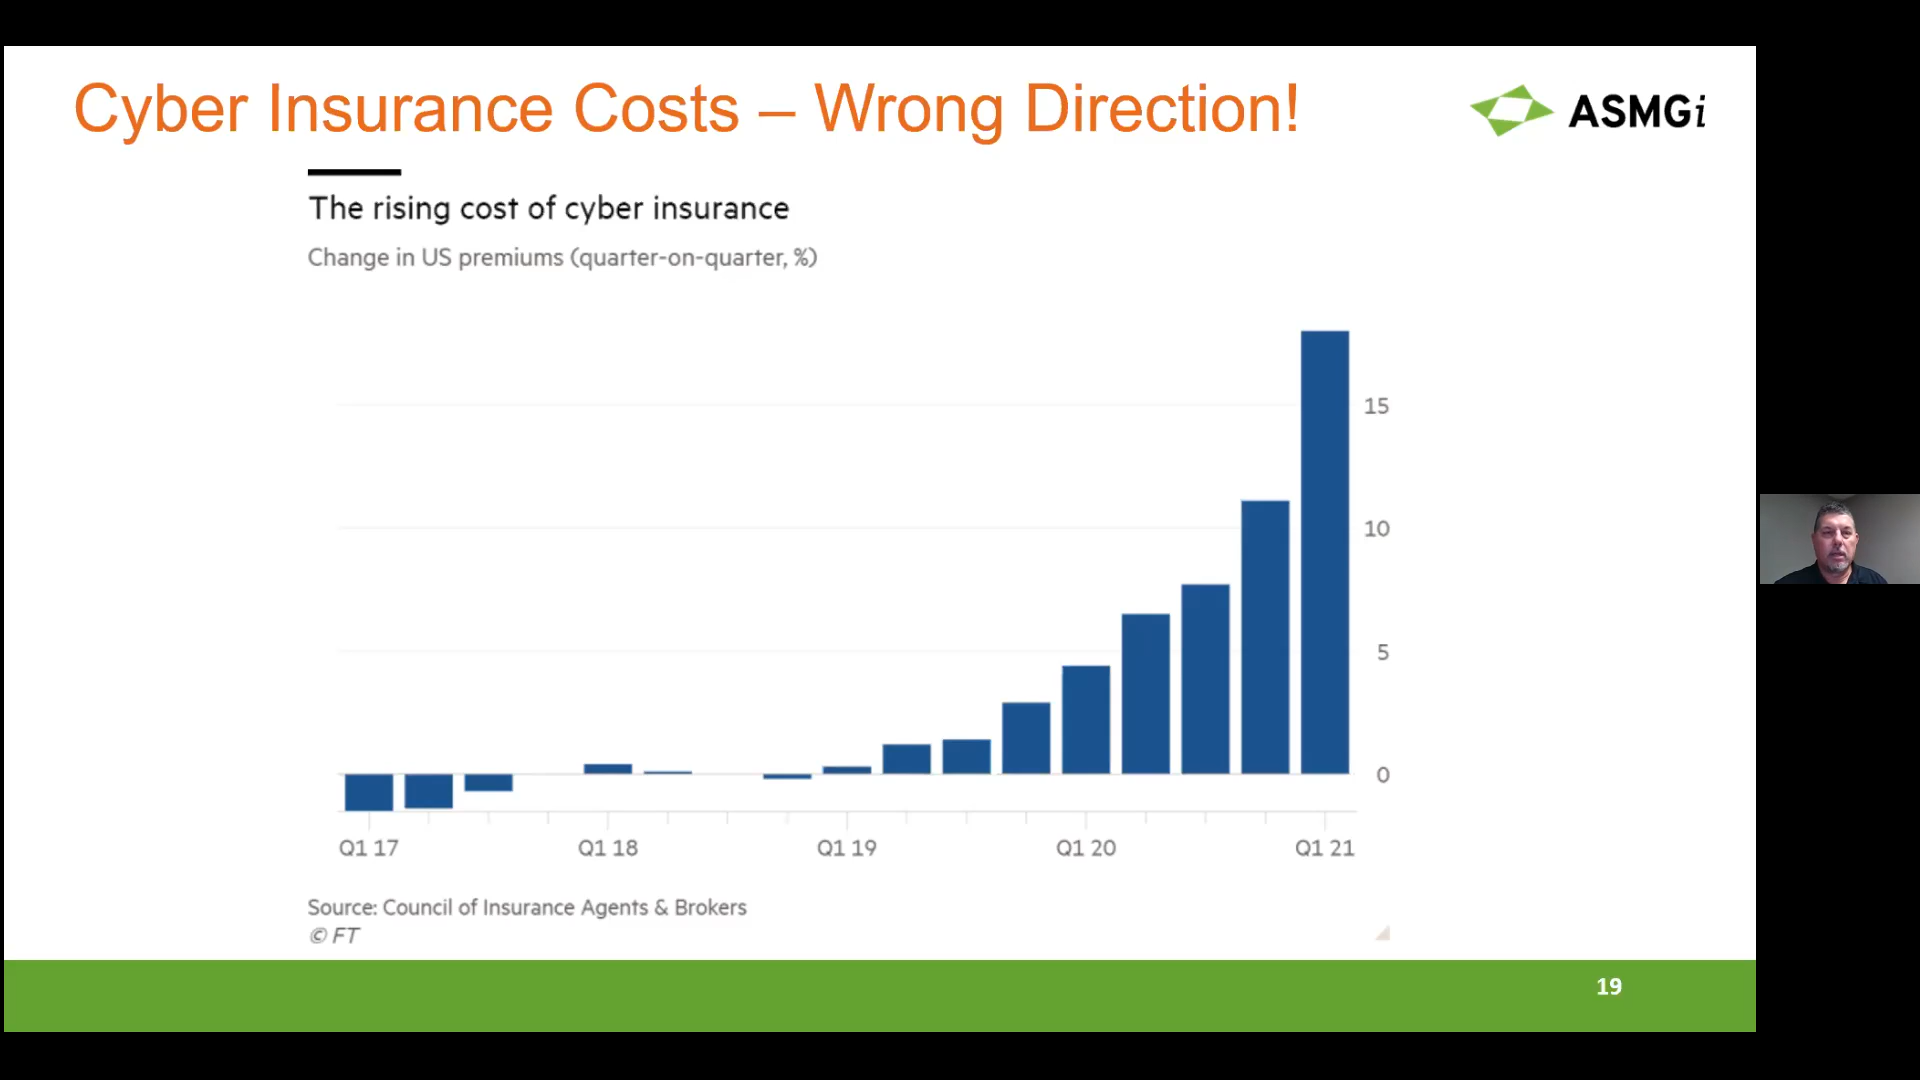 Cyber Insurance Costs – Wrong Direction!
ASMGi
The rising cost of cyber insurance
Change in US premiums (quarter-on-quarter, %)
15
10
5
0
Q1 17 Q1 18 Q1 19 Q1 20 Q1 21
Source: Council of Insurance Agents & Brokers
© FT
19